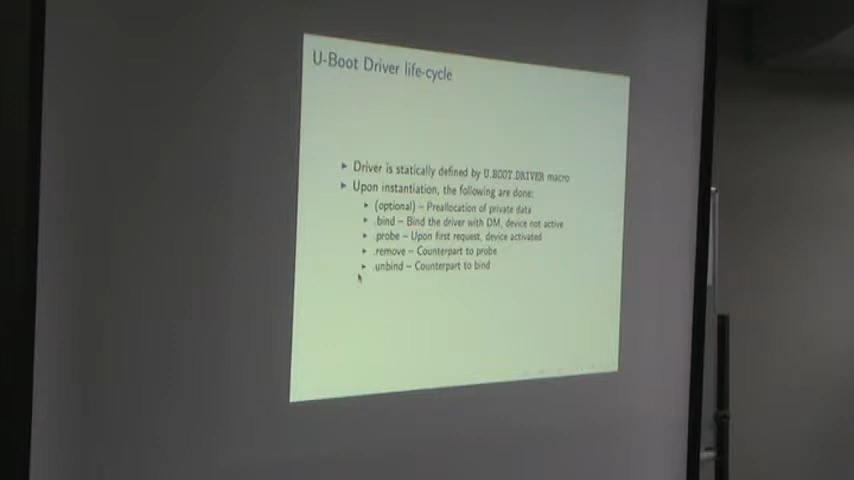 U-Boot Driver life-cycle
▶ Driver is statically defined by U_BOOT_DRIVER macro
▶ Upon instantiation, the following are done:
▶ (optional) – Preallocation of private data
▶ .bind – Bind the driver with DM, device not active
▶ .probe – Upon first request, device activated
▶ .remove – Counterpart to probe
▶ .unbind – Counterpart to bind